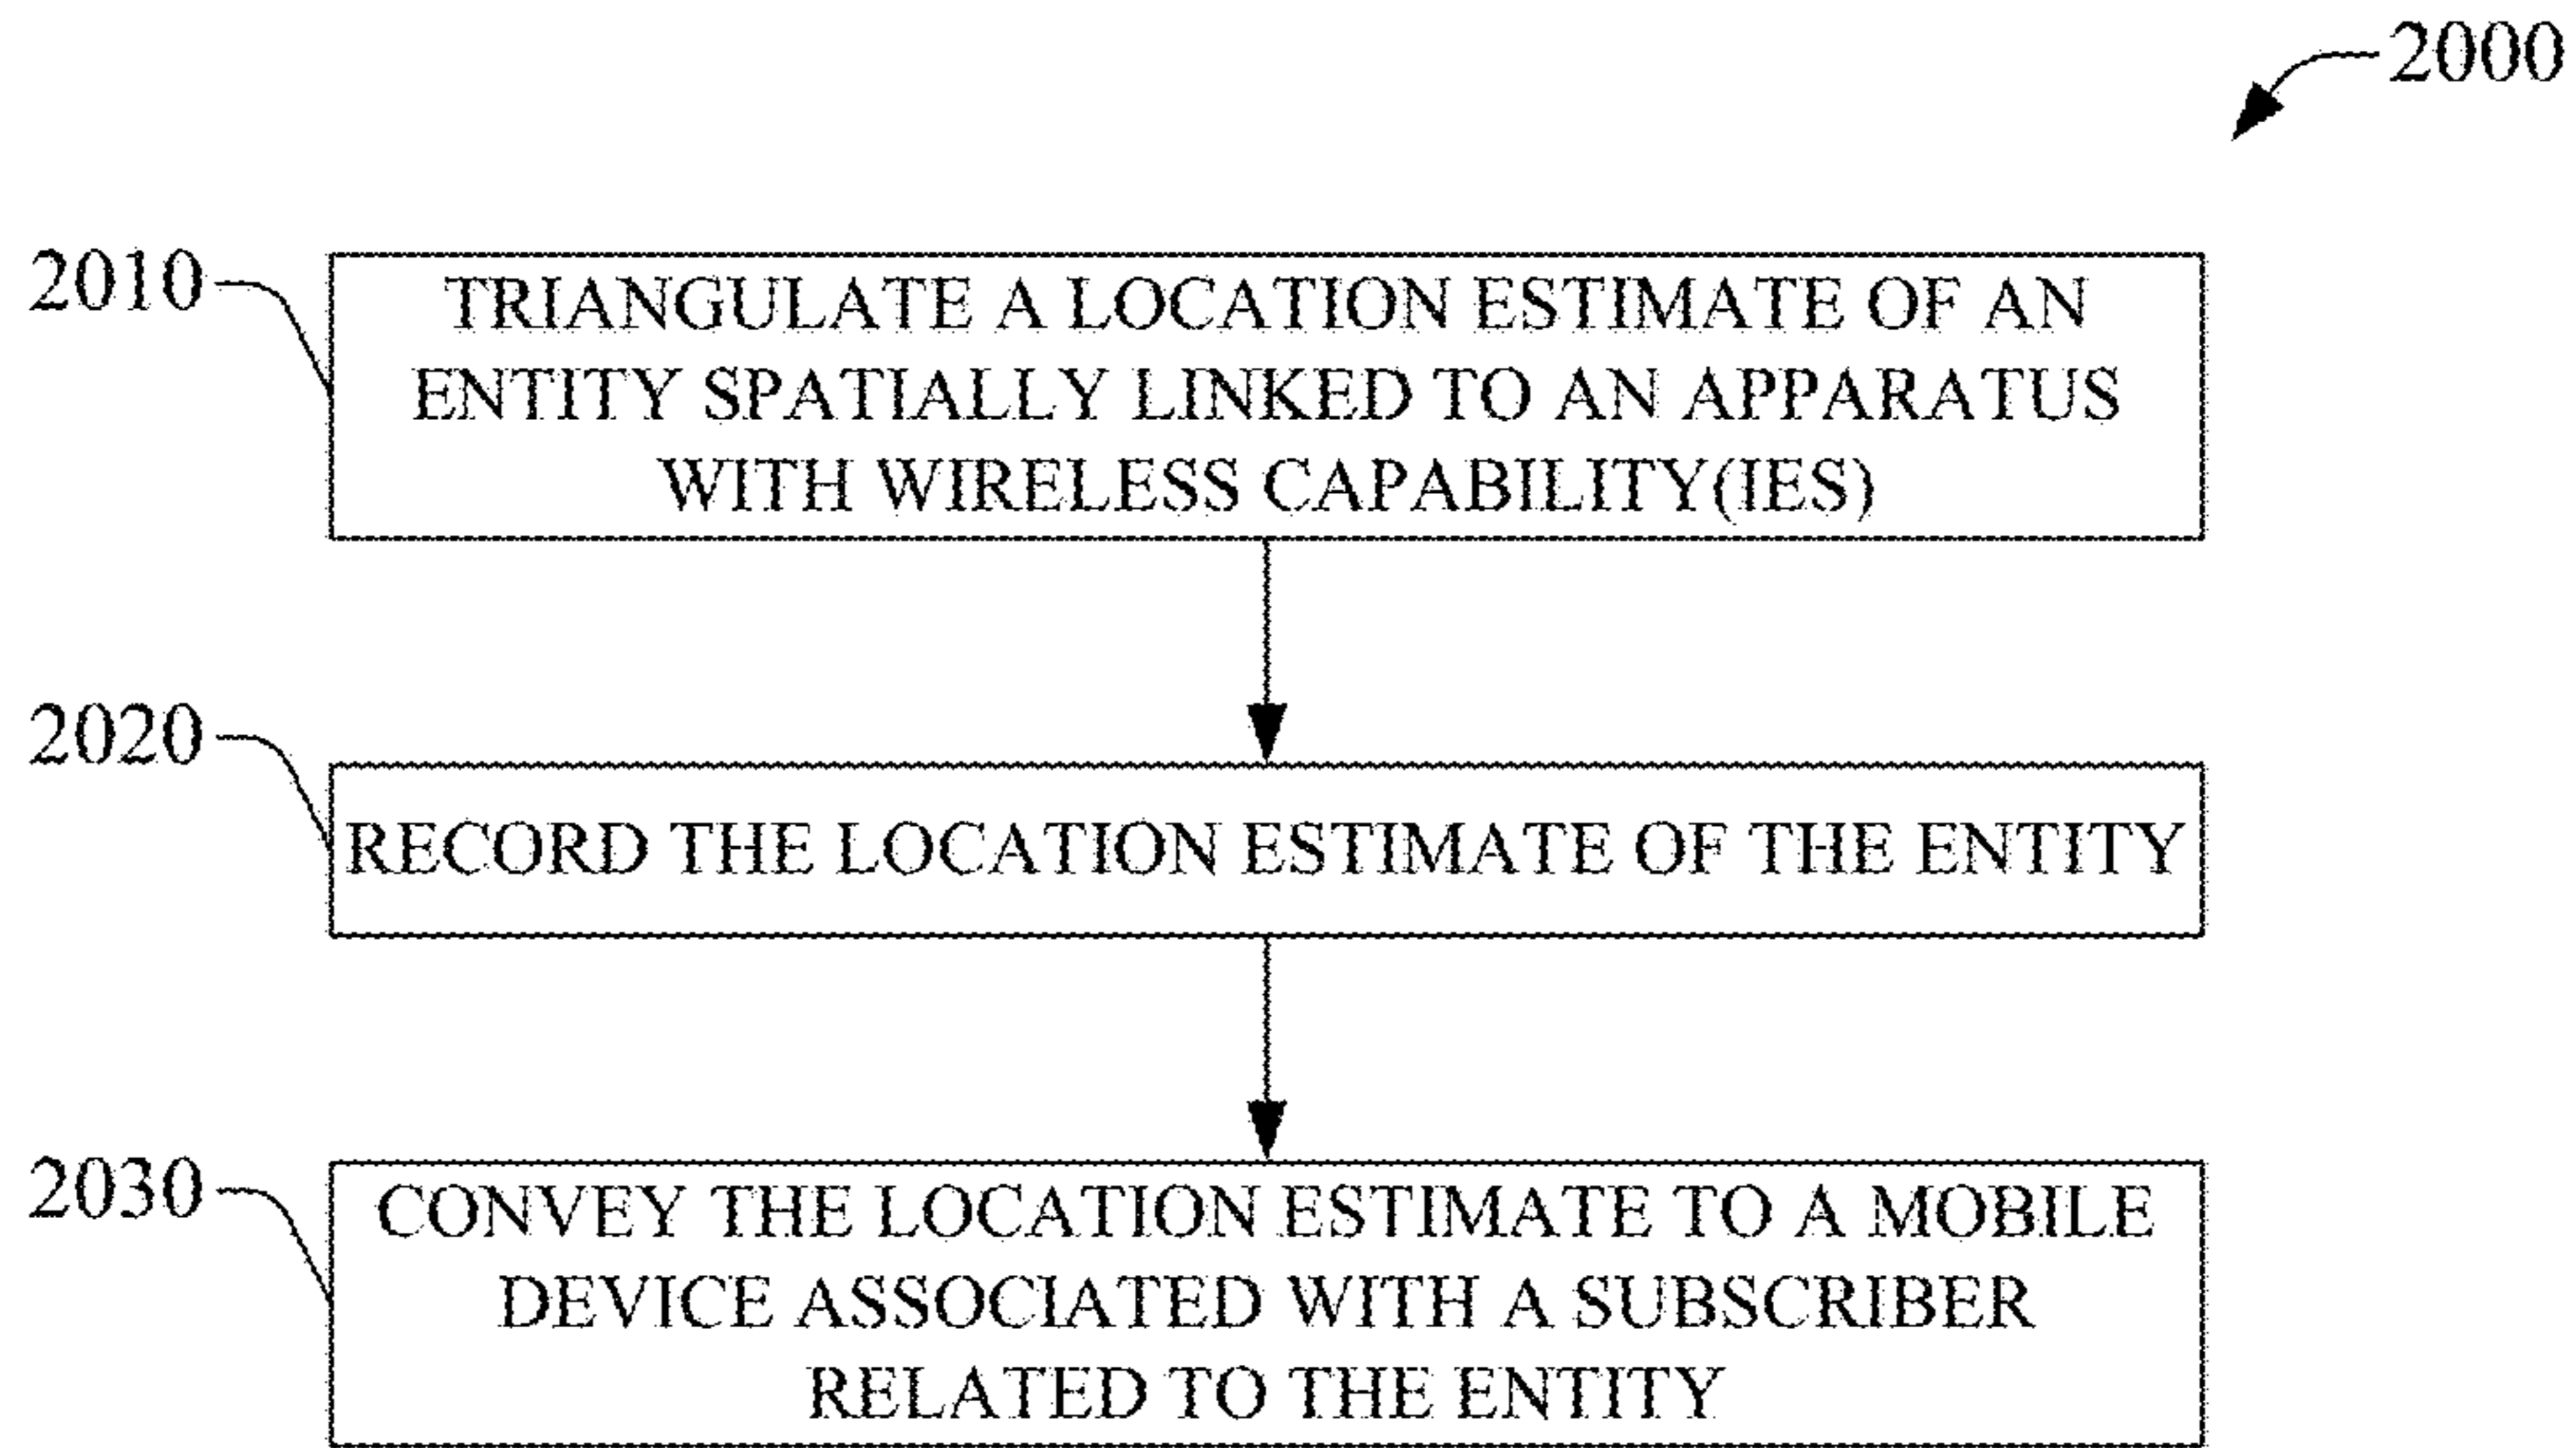 2000
2010
TRIANGULATE A LOCATION ESTIMATE OF AN
ENTITY SPATIALLY LINKED TO AN APPARATUS
WITH WIRELESS CAPABILITY(IES)
2020
RECORD THE LOCATION ESTIMATE OF THE ENTITY
2030
CONVEY THE LOCATION ESTIMATE TO A MOBILE
DEVICE ASSOCIATED WITH A SUBSCRIBER
RELATED TO THE ENTITY